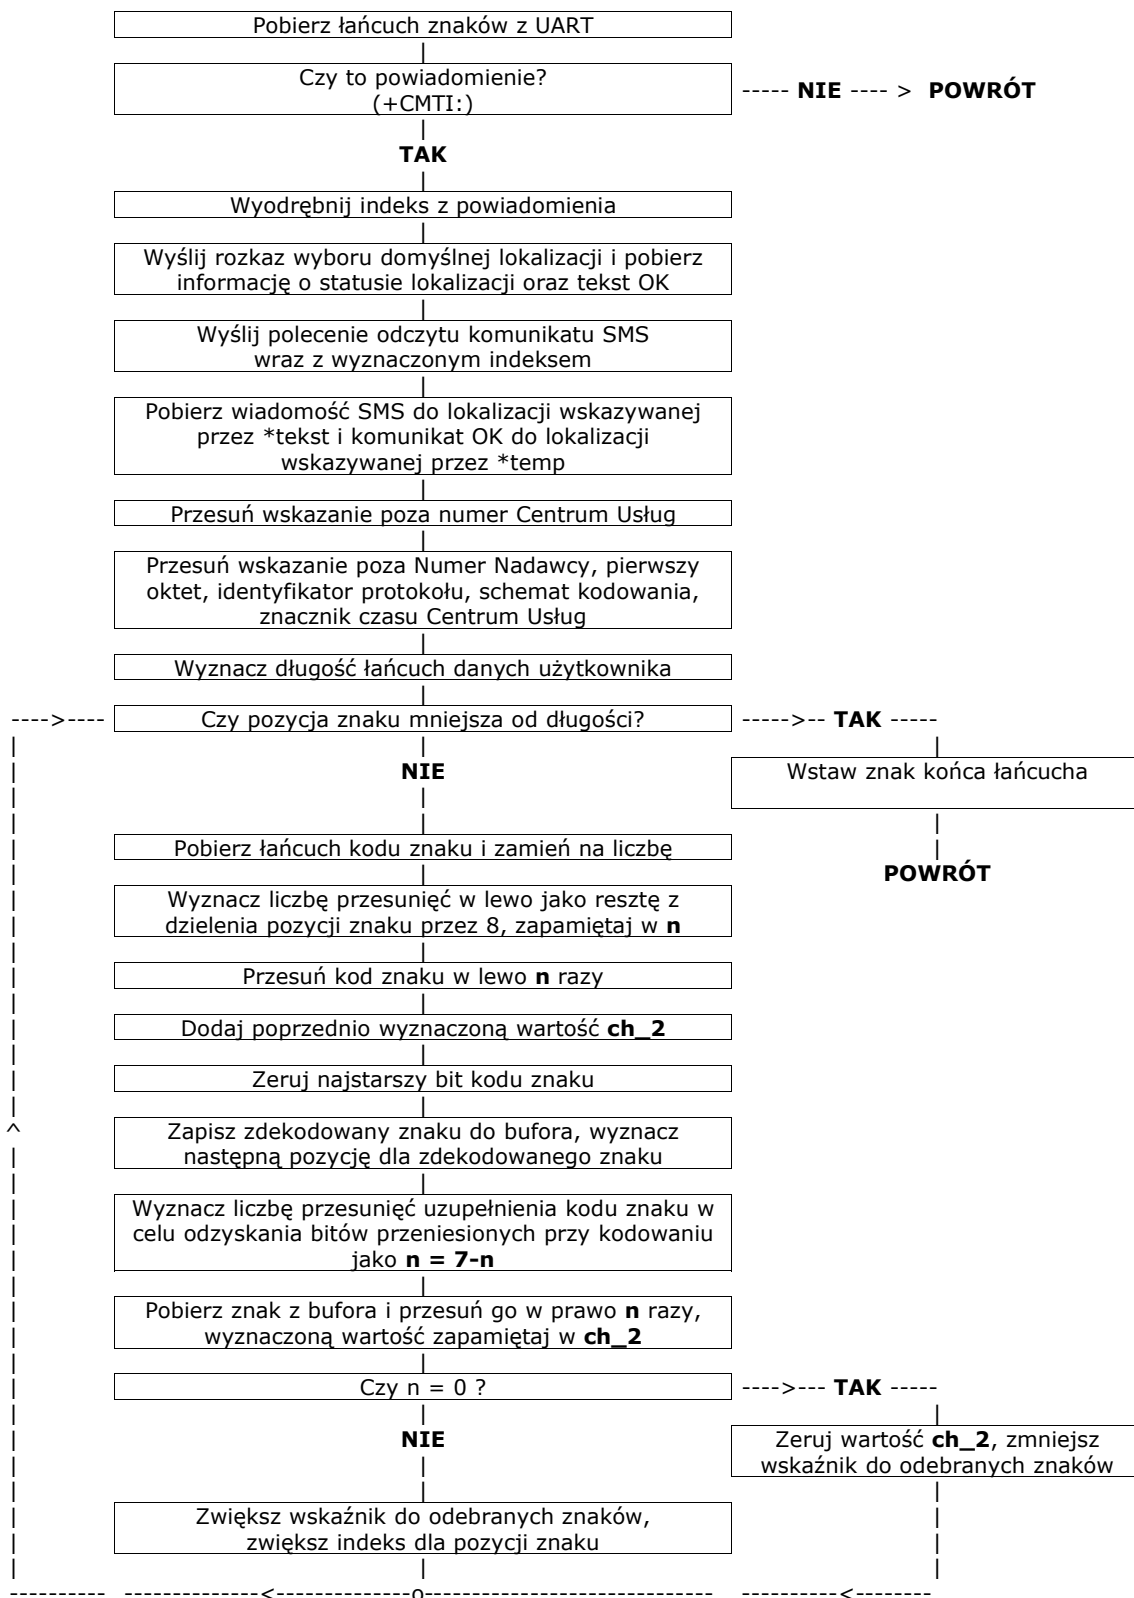 Pobierz łańcuch znaków z UART
|
Czy to powiadomienie?
(+CMTI:)
----- NIE ---- > POWRÓT
|
TAK
|
Wyodrębnij indeks z powiadomienia
|
Wyślij rozkaz wyboru domyślnej lokalizacji i pobierz
informację o statusie lokalizacji oraz tekst OK
|
Wyślij polecenie odczytu komunikatu SMS
wraz z wyznaczonym indeksem
|
Pobierz wiadomość SMS do lokalizacji wskazywanej
przez *tekst i komunikat OK do lokalizacji
wskazywanej przez *temp
|
Przesuń wskazanie poza numer Centrum Usług
|
Przesuń wskazanie poza Numer Nadawcy, pierwszy
oktet, identyfikator protokołu, schemat kodowania,
znacznik czasu Centrum Usług
|
Wyznacz długość łańcuch danych użytkownika
|
---->---- Czy pozycja znaku mniejsza od długości? ----->-- TAK -----
|
NIE
Wstaw znak końca łańcucha
|
Pobierz łańcuch kodu znaku i zamień na liczbę
POWRÓT
|
Wyznacz liczbę przesunięć w lewo jako resztę z
dzielenia pozycji znaku przez 8, zapamiętaj w n
|
Przesuń kod znaku w lewo n razy
|
Dodaj poprzednio wyznaczoną wartość ch_2
|
Zeruj najstarszy bit kodu znaku
|
^
Zapisz zdekodowany znaku do bufora, wyznacz
następną pozycję dla zdekodowanego znaku
|
Wyznacz liczbę przesunięć uzupełnienia kodu znaku w
celu odzyskania bitów przeniesionych przy kodowaniu
jako n = 7-n
|
Pobierz znak z bufora i przesuń go w prawo n razy,
wyznaczoną wartość zapamiętaj w ch_2
|
Czy n = 0 ? ---->--- TAK -----
|
NIE
Zeruj wartość ch_2, zmniejsz
wskaźnik do odebranych znaków
|
Zwiększ wskaźnik do odebranych znaków,
zwiększ indeks dla pozycji znaku
|
---------- --------------<--------------o----------------------------- ----------<--------